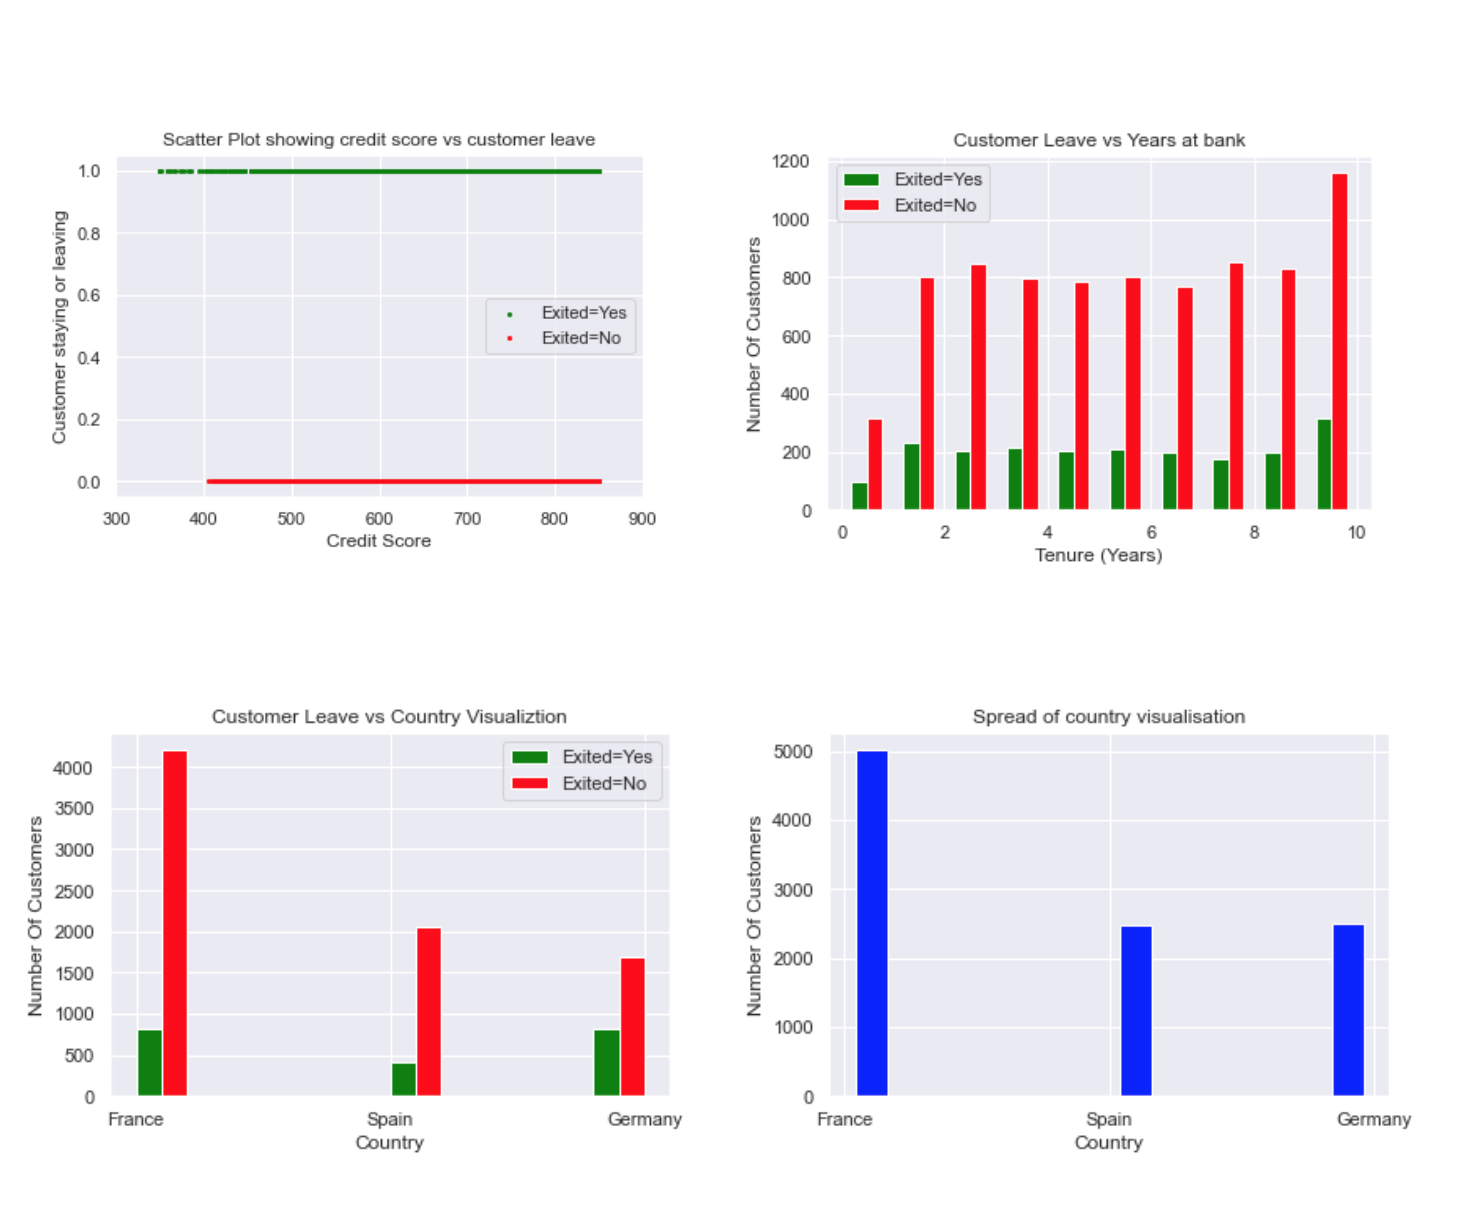 Scatter Plot showing credit score vs customer leave
1.0
0.8
0.6
0.4
0.2
0.0
Customer staying or leaving
Exited=Yes
Exited=No
300 400 500 600 700 800 900
Credit Score
Customer Leave vs Years at bank
1200
1000
800
600
400
200
0
Number Of Customers
Exited=Yes
Exited=No
0 2 4 6 8 10
Tenure (Years)
Customer Leave vs Country Visualiztion
4000
3500
3000
2500
2000
1500
1000
500
0
Number Of Customers
Exited=Yes
Exited=No
France Spain Germany
Country
Spread of country visualisation
5000
4000
3000
2000
1000
0
Number Of Customers
France Spain Germany
Country